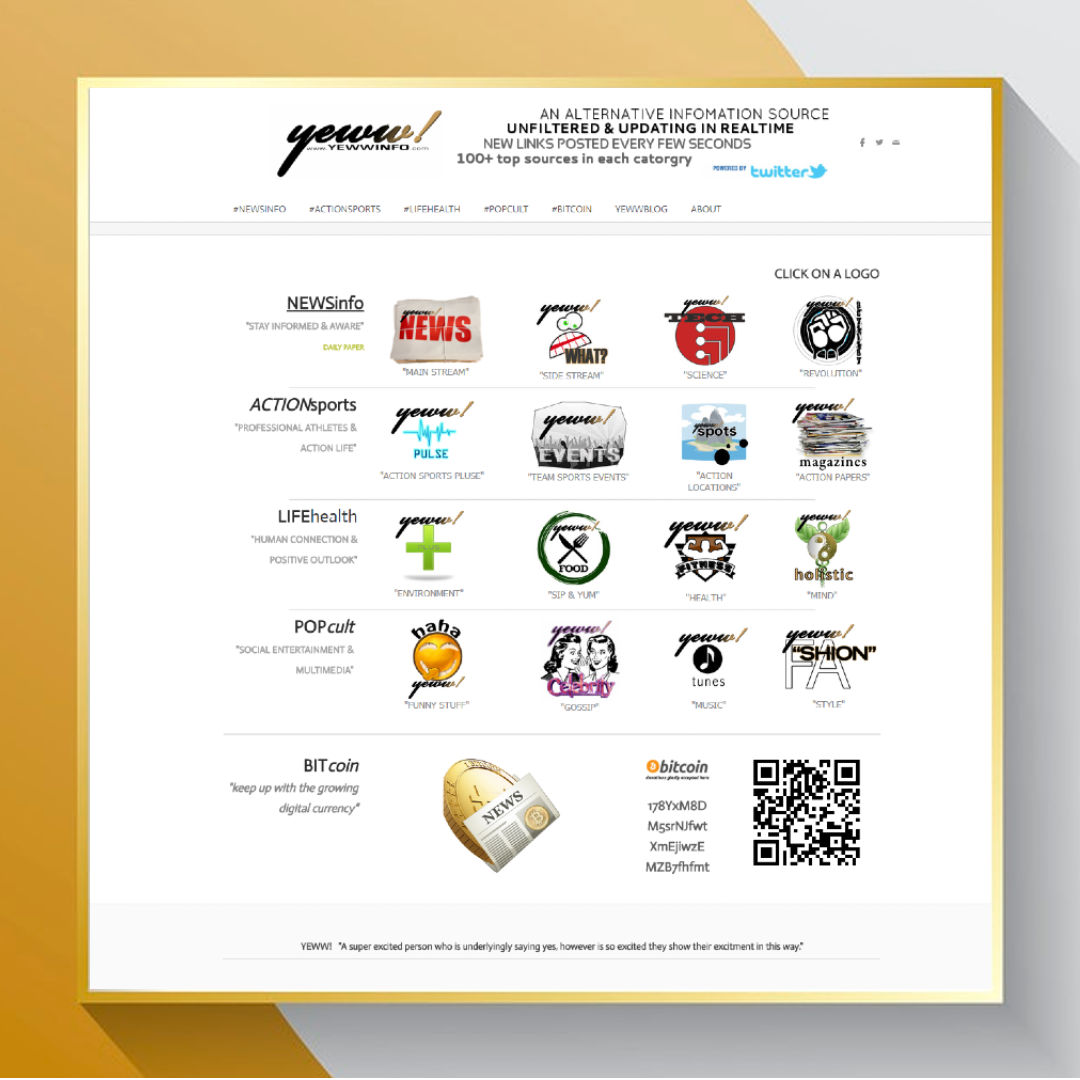 yeww!
www.YEWWINFO.com
AN ALTERNATIVE INFOMATION SOURCE
UNFILTERED & UPDATING IN REALTIME
NEW LINKS POSTED EVERY FEW SECONDS
100+ top sources in each catorgry
POWERED BY twitter
#NEWSINFO #ACTIONSPORTS #LIFEHEALTH #POPCULT #BITCOIN YEWWBLOG ABOUT
CLICK ON A LOGO
NEWSinfo
"STAY INFORMED & AWARE"
DAILY PAPER
yeww!
NEWS
"MAIN STREAM"
yeww!
WHAT?
"SIDE STREAM"
yeww!
TECH
"SCIENCE"
yeww!
"REVOLUTION"
ACTIONsports
"PROFESSIONAL ATHLETES &
ACTION LIFE"
yeww!
PULSE
"ACTION SPORTS PLUSE"
yeww!
EVENTS
"TEAM SPORTS EVENTS"
yeww!
spots
"ACTION
LOCATIONS"
yeww!
magazines
"ACTION PAPERS"
LIFEhealth
"HUMAN CONNECTION &
POSITIVE OUTLOOK"
yeww!
"ENVIRONMENT"
yeww!
FOOD
"SIP & YUM"
yeww!
FITNESS
"HEALTH"
yeww!
holistic
"MIND"
POPcult
"SOCIAL ENTERTAINMENT &
MULTIMEDIA"
haha
yeww!
"FUNNY STUFF"
yeww!
Celebrity
"GOSSIP"
yeww!
tunes
"MUSIC"
yeww!
FA
"SHION"
"STYLE"
BITcoin
"keep up with the growing
digital currency"
NEWS
bitcoin
donations gladly accepted here
178YxM8D
M5srNJfwt
XmEjiwzE
MZB7fhfmt
YEWW! "A super excited person who is underlyingly saying yes, however is so excited they show their excitment in this way."